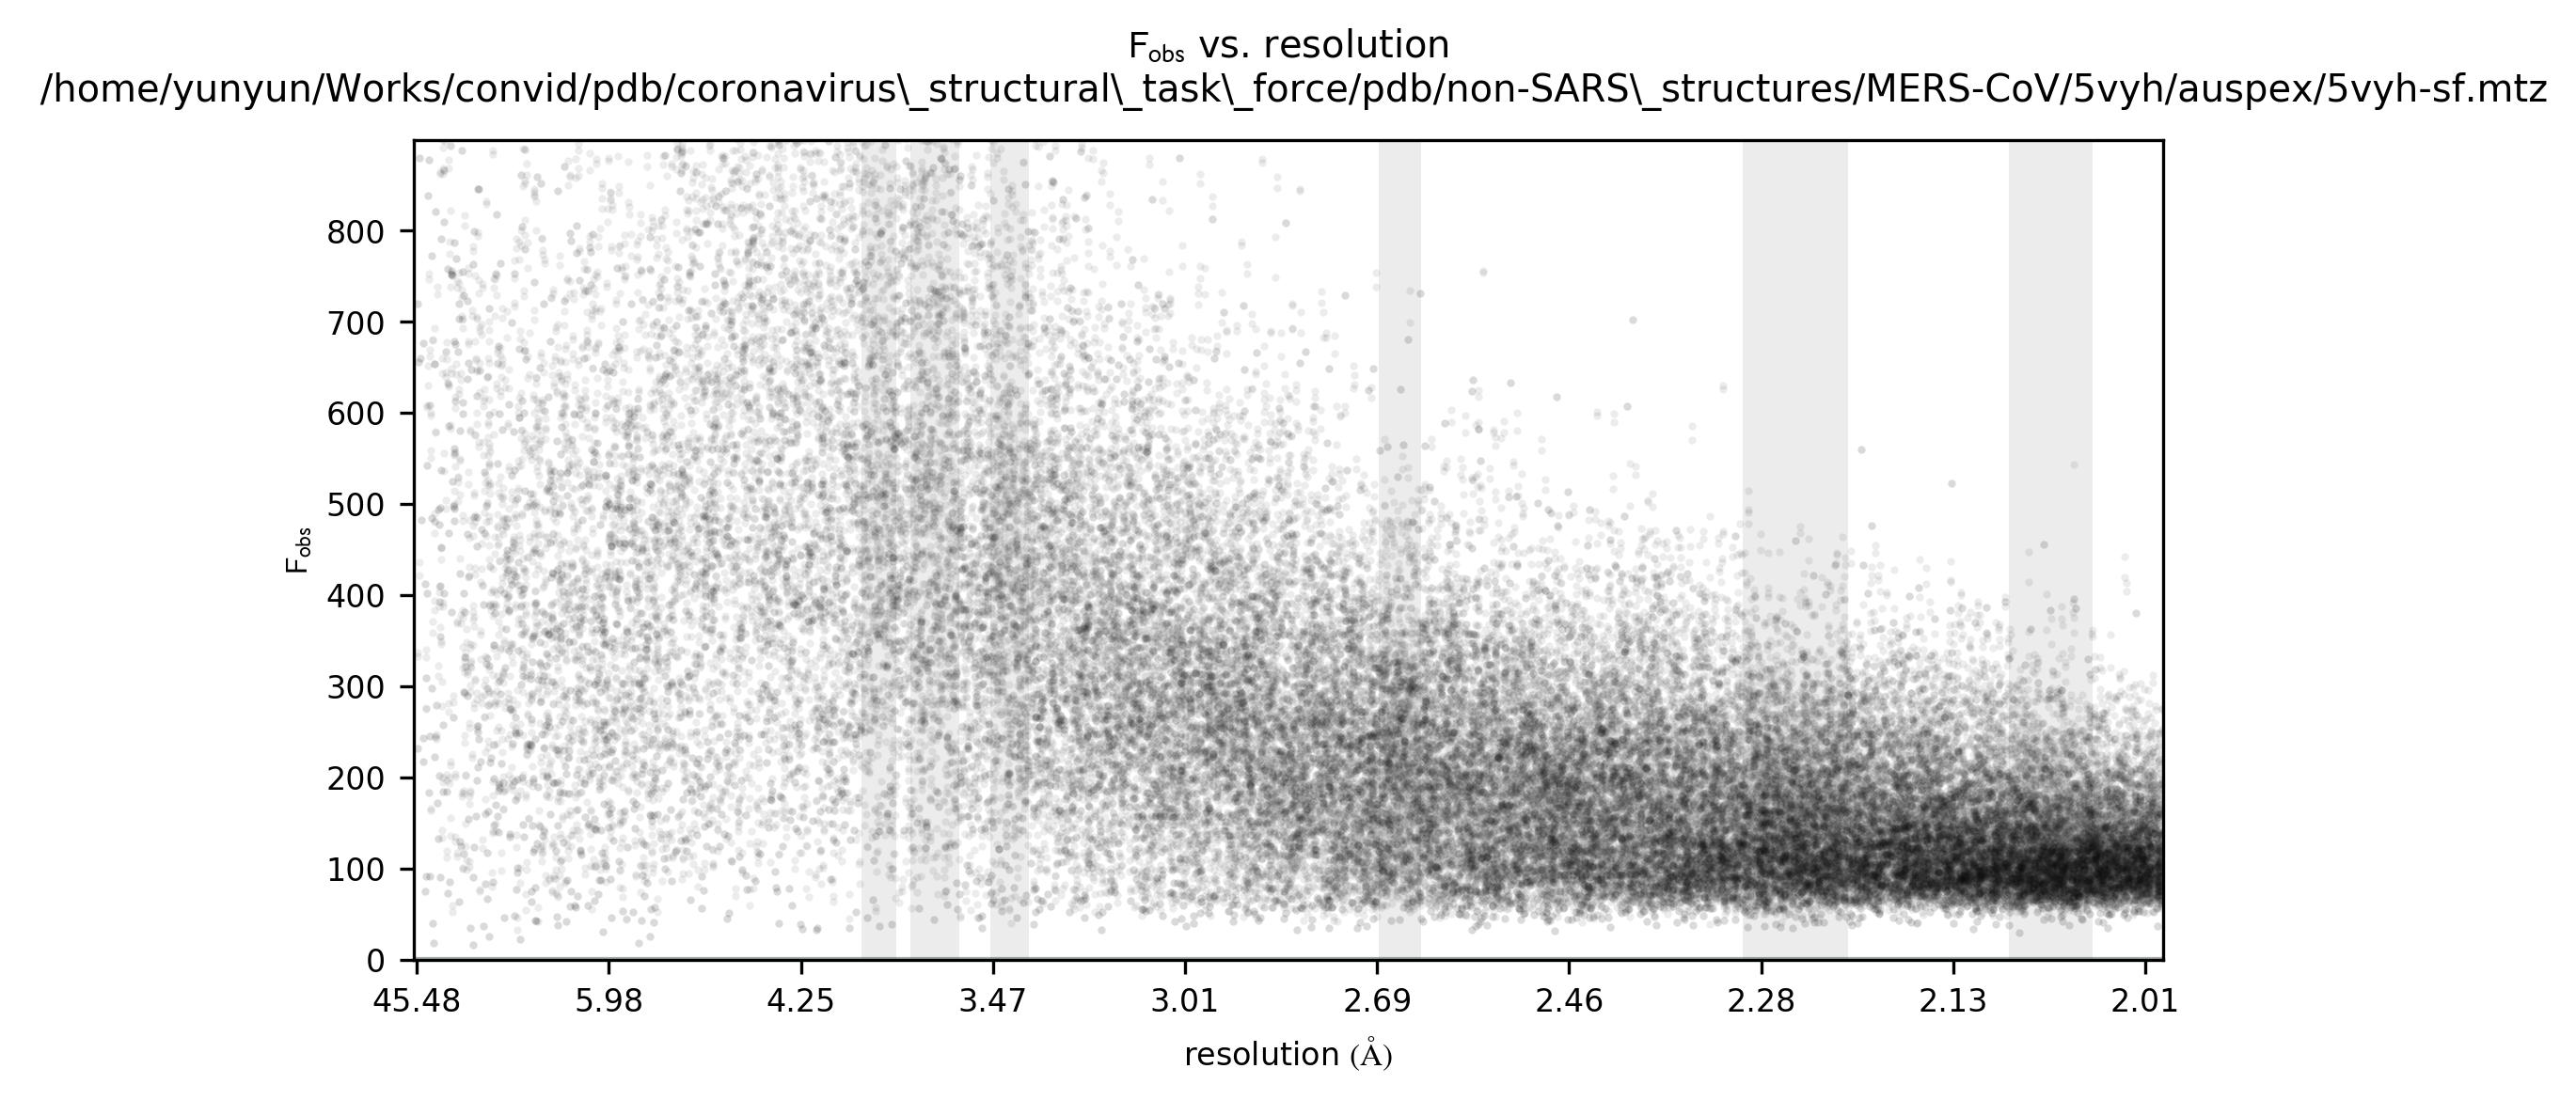 F_obs vs. resolution
/home/yunyun/Works/convid/pdb/coronavirus\_structural\_task\_force/pdb/non-SARS\_structures/MERS-CoV/5vyh/auspex/5vyh-sf.mtz
800
700
600
500
400
300
200
100
0
F_obs
45.48 5.98 4.25 3.47 3.01 2.69 2.46 2.28 2.13 2.01
resolution (Å)